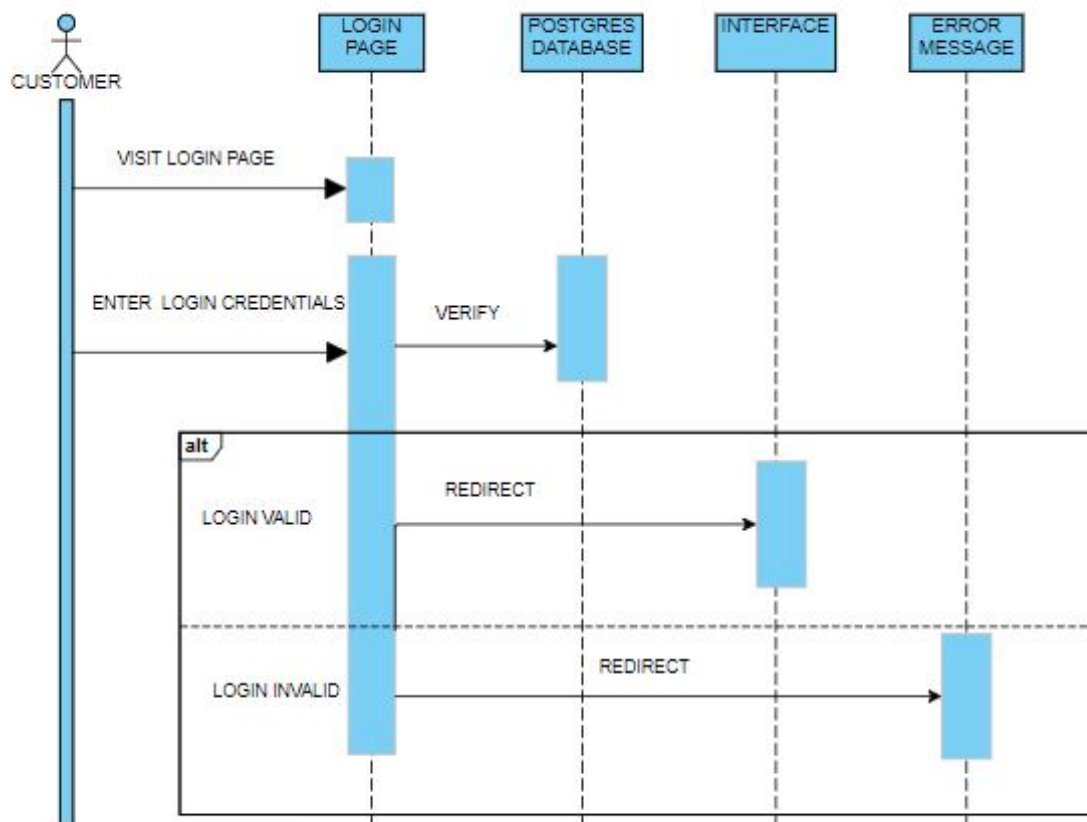 LOGIN
PAGE
POSTGRES
DATABASE
INTERFACE
ERROR
MESSAGE
CUSTOMER
VISIT LOGIN PAGE
ENTER LOGIN CREDENTIALS
VERIFY
alt
REDIRECT
LOGIN VALID
REDIRECT
LOGIN INVALID